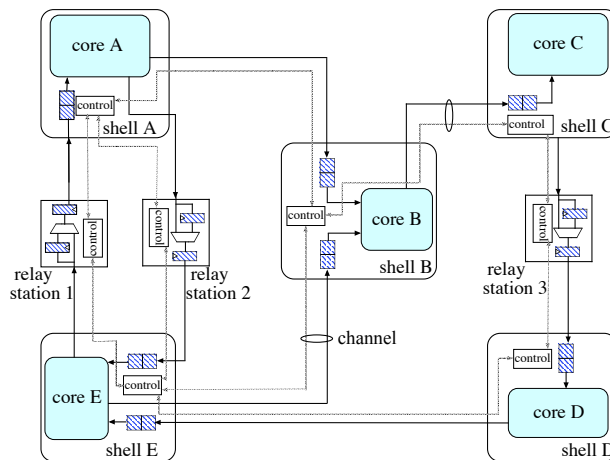 core A
control
shell A
core C
control
shell C
control
core B
shell B
control
relay
station 1
control
relay
station 2
control
relay
station 3
channel
core E
control
shell E
control
core D
shell D